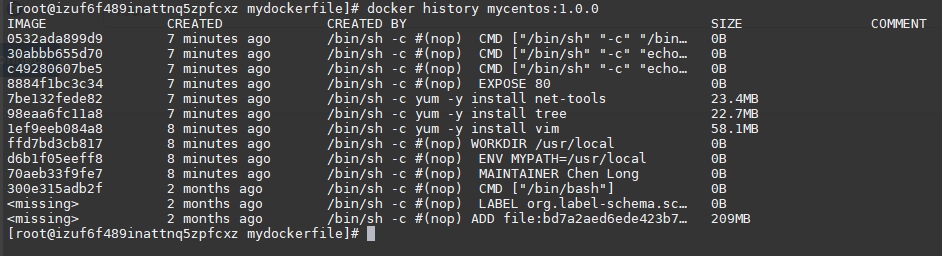 [root@izuf6f489inattnq5zpfcxz mydockerfile]# docker history mycentos:1.0.0
IMAGE CREATED CREATED BY SIZE COMMENT
0532ada899d9 7 minutes ago /bin/sh -c #(nop) CMD ["/bin/sh" "-c" "/bin… 0B
30abbb655d70 7 minutes ago /bin/sh -c #(nop) CMD ["/bin/sh" "-c" "echo… 0B
c49280607be5 7 minutes ago /bin/sh -c #(nop) CMD ["/bin/sh" "-c" "echo… 0B
8884f1bc3c34 7 minutes ago /bin/sh -c #(nop) EXPOSE 80 0B
7be132fede82 7 minutes ago /bin/sh -c yum -y install net-tools 23.4MB
98eaa6fc11a8 7 minutes ago /bin/sh -c yum -y install tree 22.7MB
1ef9eeb084a8 8 minutes ago /bin/sh -c yum -y install vim 58.1MB
ffd7bd3cb817 8 minutes ago /bin/sh -c #(nop) WORKDIR /usr/local 0B
d6b1f05eeff8 8 minutes ago /bin/sh -c #(nop) ENV MYPATH=/usr/local 0B
70aeb33f9fe7 8 minutes ago /bin/sh -c #(nop) MAINTAINER Chen Long 0B
300e315adb2f 2 months ago /bin/sh -c #(nop) CMD ["/bin/bash"] 0B
<missing> 2 months ago /bin/sh -c #(nop) LABEL org.label-schema.sc… 0B
<missing> 2 months ago /bin/sh -c #(nop) ADD file:bd7a2aed6ede423b7… 209MB
[root@izuf6f489inattnq5zpfcxz mydockerfile]#